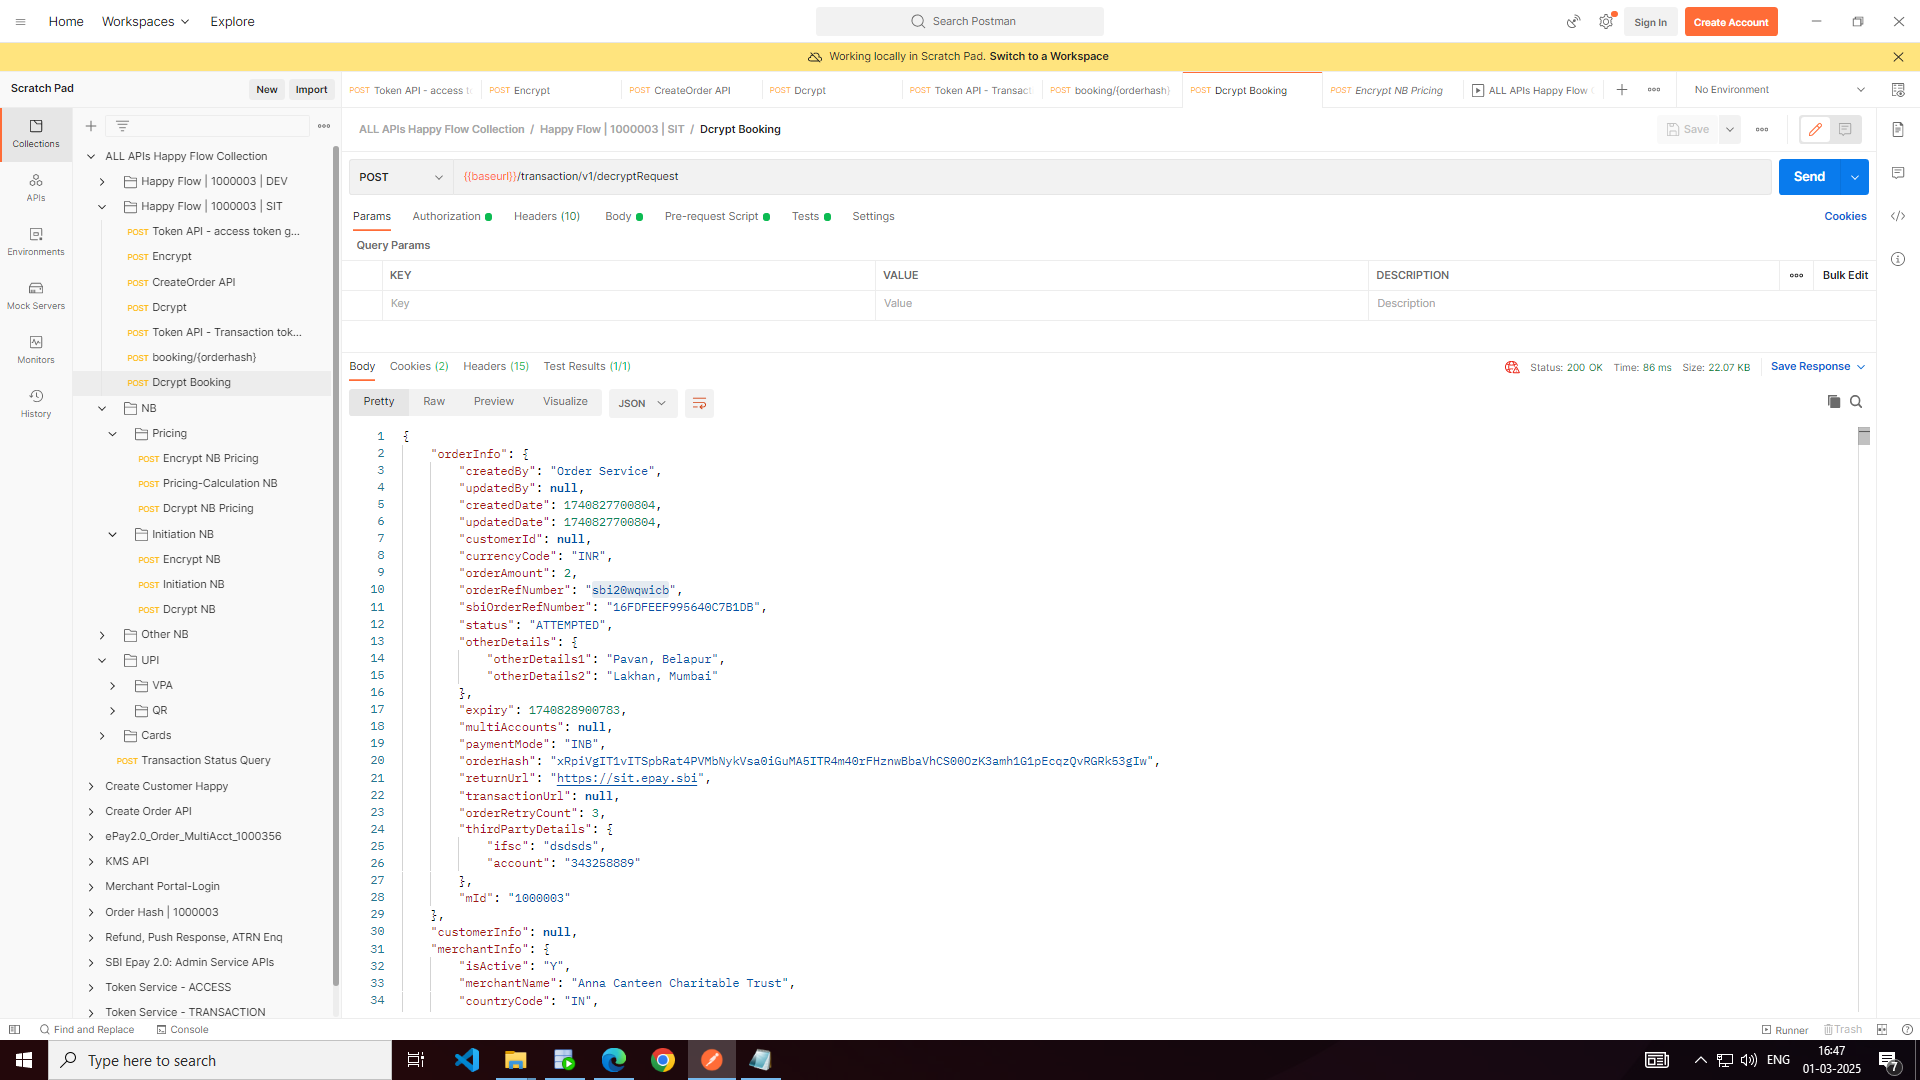 Home
Workspaces
Explore
Search Postman
Sign In
Create Account
Working locally in Scratch Pad. Switch to a Workspace
Scratch Pad
New
Import
POST Token API - access t
POST Encrypt
POST CreateOrder API
POST Dcrypt
POST Token API - Transact
POST booking/{orderhash}
POST Dcrypt Booking
POST Encrypt NB Pricing
ALL APIs Happy Flow
No Environment
Collections
APIs
Environments
Mock Servers
Monitors
History
ALL APIs Happy Flow Collection
Happy Flow | 1000003 | DEV
Happy Flow | 1000003 | SIT
POST Token API - access token g...
POST Encrypt
POST CreateOrder API
POST Dcrypt
POST Token API - Transaction tok...
POST booking/{orderhash}
POST Dcrypt Booking
NB
Pricing
POST Encrypt NB Pricing
POST Pricing-Calculation NB
POST Dcrypt NB Pricing
Initiation NB
POST Encrypt NB
POST Initiation NB
POST Dcrypt NB
Other NB
UPI
VPA
QR
Cards
POST Transaction Status Query
Create Customer Happy
Create Order API
ePay2.0_Order_MultiAcct_1000356
KMS API
Merchant Portal-Login
Order Hash | 1000003
Refund, Push Response, ATRN Enq
SBI Epay 2.0: Admin Service APIs
Token Service - ACCESS
Token Service - TRANSACTION
ALL APIs Happy Flow Collection / Happy Flow | 1000003 | SIT / Dcrypt Booking
Save
POST
{{baseurl}}/transaction/v1/decryptRequest
Send
Params
Authorization
Headers (10)
Body
Pre-request Script
Tests
Settings
Cookies
Query Params
KEY
VALUE
DESCRIPTION
Bulk Edit
Key
Value
Description
Body
Cookies (2)
Headers (15)
Test Results (1/1)
Status: 200 OK
Time: 86 ms
Size: 22.07 KB
Save Response
Pretty
Raw
Preview
Visualize
JSON
1 {
2 "orderInfo": {
3 "createdBy": "Order Service",
4 "updatedBy": null,
5 "createdDate": 1740827700804,
6 "updatedDate": 1740827700804,
7 "customerId": null,
8 "currencyCode": "INR",
9 "orderAmount": 2,
10 "orderRefNumber": "sbi20wqwicb",
11 "sbiOrderRefNumber": "16FDFEEF995640C7B1DB",
12 "status": "ATTEMPTED",
13 "otherDetails": {
14 "otherDetails1": "Pavan, Belapur",
15 "otherDetails2": "Lakhan, Mumbai"
16 },
17 "expiry": 1740828900783,
18 "multiAccounts": null,
19 "paymentMode": "INB",
20 "orderHash": "xRpiVgIT1vITSpbRat4PVMbNykVsa0iGuMA5ITR4m40rFHznwBbaVhCS00OzK3amh1G1pEcqzQvRGRk53gIw",
21 "returnUrl": "https://sit.epay.sbi",
22 "transactionUrl": null,
23 "orderRetryCount": 3,
24 "thirdPartyDetails": {
25 "ifsc": "dsdsds",
26 "account": "343258889"
27 },
28 "mId": "1000003"
29 },
30 "customerInfo": null,
31 "merchantInfo": {
32 "isActive": "Y",
33 "merchantName": "Anna Canteen Charitable Trust",
34 "countryCode": "IN",
Find and Replace
Console
Runner
Trash
Type here to search
ENG
16:47
01-03-2025
7